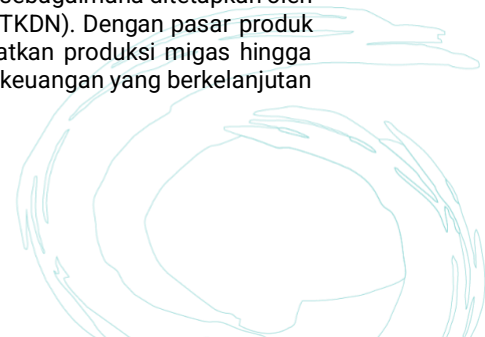 sebagaimana ditetapkan oleh
TKDN). Dengan pasar produk
atkan produksi migas hingga
keuangan yang berkelanjutan